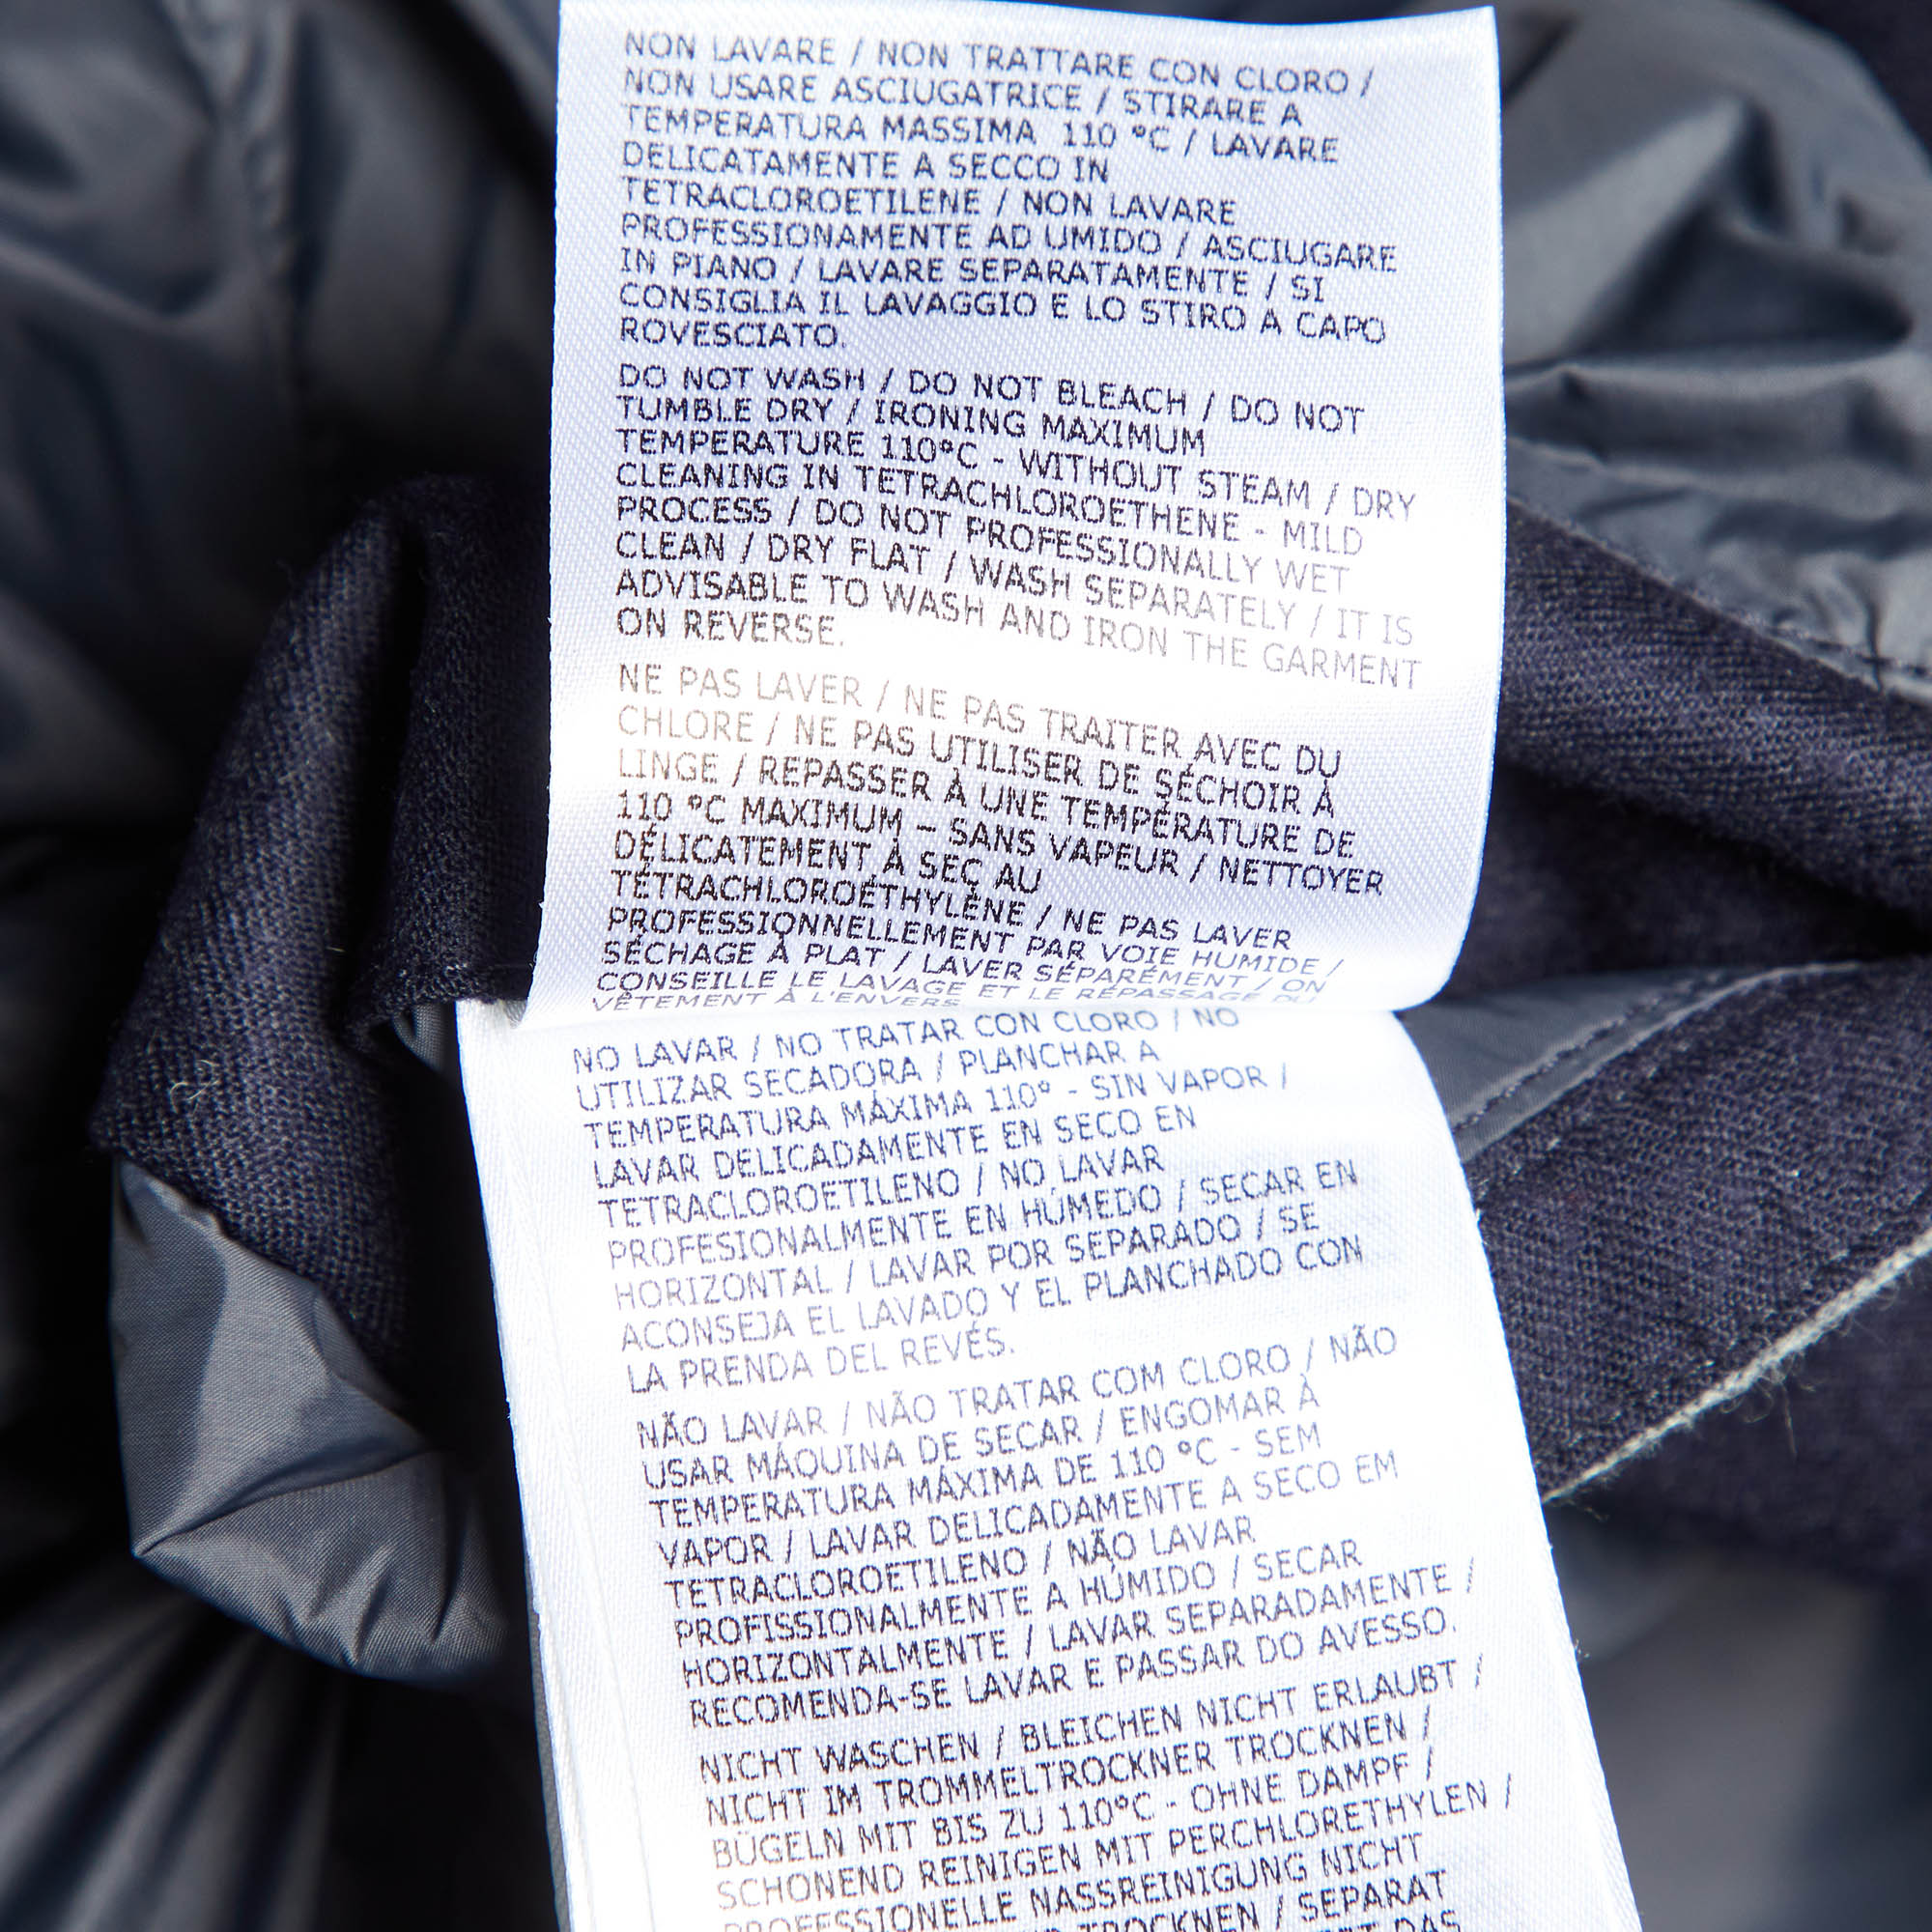 NON LAVARE / NON TRATTARE CON CLORO /
NON USARE ASCIUGATRICE / STIRARE A
TEMPERATURA MASSIMA 110 °C / LAVARE
DELICATAMENTE A SECCO IN
TETRACLOROETILENE / NON LAVARE
PROFESSIONAMENTE AD UMIDO / ASCIUGARE
IN PIANO / LAVARE SEPARATAMENTE / SI
CONSIGLIA IL LAVAGGIO E LO STIRO A CAPO
ROVESCIATO.
DO NOT WASH / DO NOT BLEACH / DO NOT
TUMBLE DRY / IRONING MAXIMUM
TEMPERATURE 110°C - WITHOUT STEAM / DRY
CLEANING IN TETRACHLOROETHENE - MILD
PROCESS / DO NOT PROFESSIONALLY WET
CLEAN / DRY FLAT / WASH SEPARATELY / IT IS
ADVISABLE TO WASH AND IRON THE GARMENT
ON REVERSE.
NE PAS LAVER / NE PAS TRAITER AVEC DU
CHLORE / NE PAS UTILISER DE SÉCHOIR À
LINGE / REPASSER À UNE TEMPÉRATURE DE
110 °C MAXIMUM – SANS VAPEUR / NETTOYER
DÉLICATEMENT À SEC AU
TÉTRACHLOROÉTHYLÈNE / NE PAS LAVER
PROFESSIONNELLEMENT PAR VOIE HUMIDE /
SÉCHAGE À PLAT / LAVER SÉPARÉMENT / ON
CONSEILLE LE LAVAGE ET LE RÉPASSAGE DU
VÊTEMENT À L'ENVERS
NO LAVAR / NO TRATAR CON CLORO / NO
UTILIZAR SECADORA / PLANCHAR A
TEMPERATURA MÁXIMA 110° - SIN VAPOR /
LAVAR DELICADAMENTE EN SECO EN
TETRACLOROETILENO / NO LAVAR
PROFESIONALMENTE EN HÚMEDO / SECAR EN
HORIZONTAL / LAVAR POR SEPARADO / SE
ACONSEJA EL LAVADO Y EL PLANCHADO CON
LA PRENDA DEL REVÉS.
NÃO LAVAR / NÃO TRATAR COM CLORO / NÃO
USAR MÁQUINA DE SECAR / ENGOMAR À
TEMPERATURA MÁXIMA DE 110 °C - SEM
VAPOR / LAVAR DELICADAMENTE A SECO EM
TETRACLOROETILENO / NÃO LAVAR
PROFISSIONALMENTE A HÚMIDO / SECAR
HORIZONTALMENTE / LAVAR SEPARADAMENTE /
RECOMENDA-SE LAVAR E PASSAR DO AVESSO.
NICHT WASCHEN / BLEICHEN NICHT ERLAUBT /
NICHT IM TROMMELTROCKNER TROCKNEN /
BÜGELN MIT BIS ZU 110°C - OHNE DAMPF /
SCHONEND REINIGEN MIT PERCHLORETHYLEN /
PROFESSIONELLE NASSREINIGUNG NICHT
TROCKNEN / SEPARAT
DAS